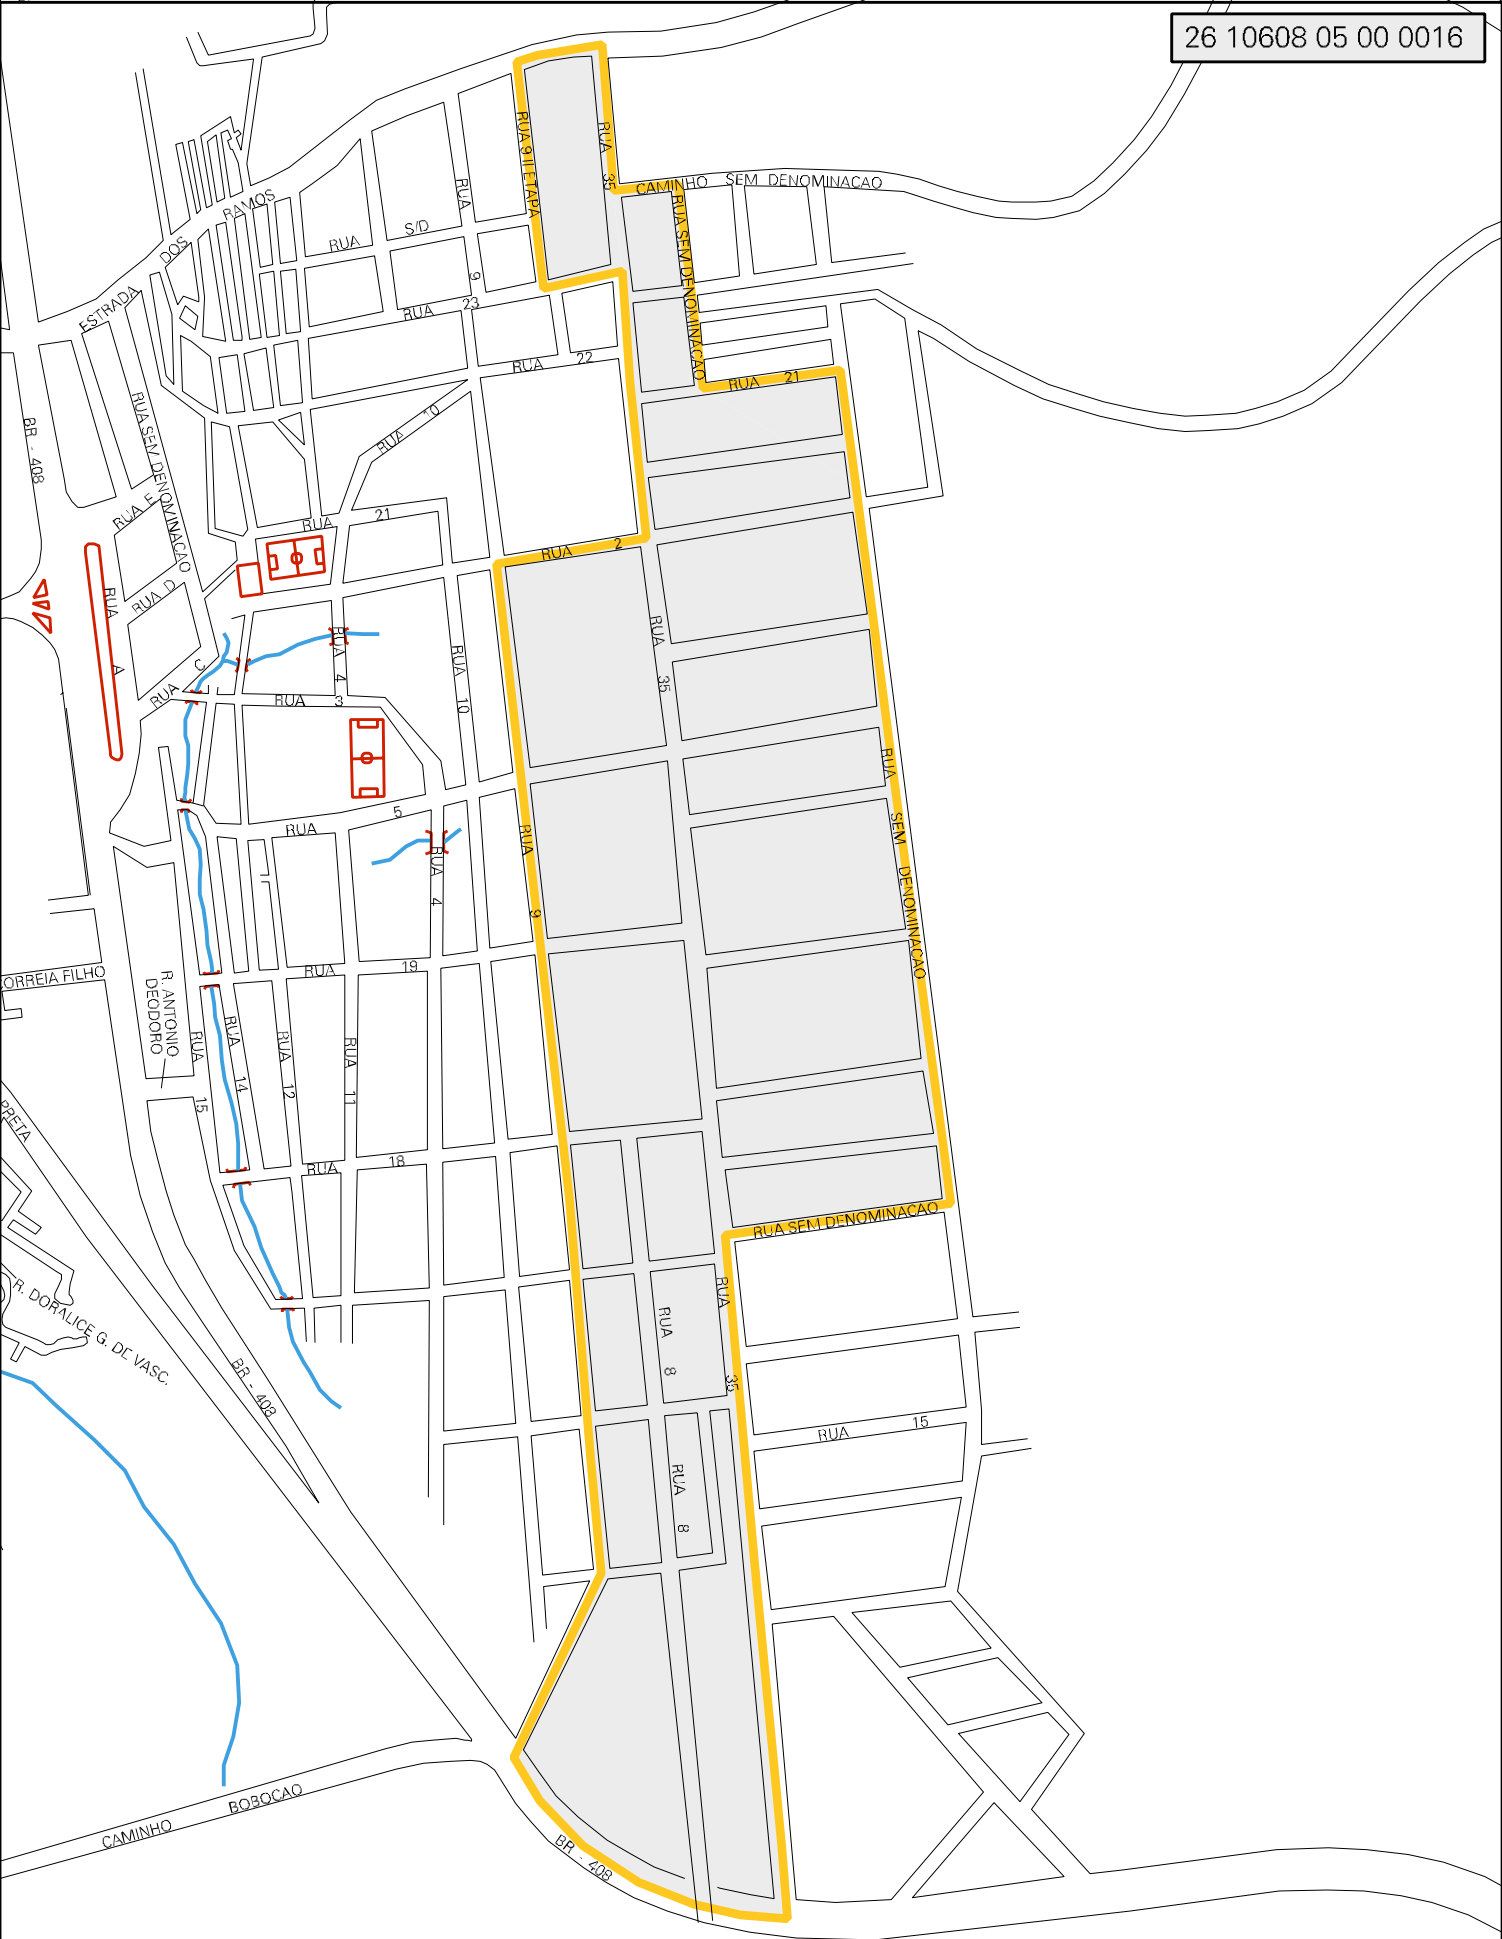 26 10608 05 00 0016
RUA 9 II ETAPA
RUA 35
CAMINHO SEM DENOMINACAO
RUA SEM DENOMINACAO
RUA 9
RUA S/D
ESTRADA DOS RAMOS
RUA 23
RUA 22
RUA 21
RUA 10
BR - 408
RUA SEM DENOMINACAO
RUA E
RUA 21
RUA 2
RUA D
RUA A
RUA C
RUA 4
RUA 3
RUA 10
RUA 35
RUA SEM DENOMINACAO
RUA 5
RUA 4
RUA 9
RUA 19
CORREIA FILHO
R. ANTONIO
DEODORO
RUA 15
RUA 14
RUA 12
RUA 11
RUA 18
PRETA
RUA SEM DENOMINACAO
R. DORALICE G. DE VASC.
BR - 408
RUA 8
RUA 35
RUA 15
RUA 8
CAMINHO BOBOCAO
BR - 408